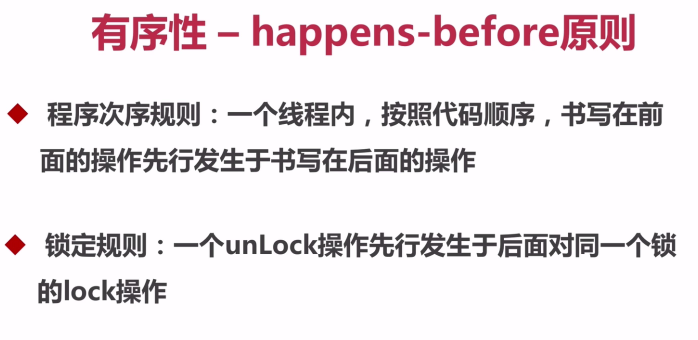 有序性 – happens-before原则
程序次序规则：一个线程内，按照代码顺序，书写在前
面的操作先行发生于书写在后面的操作
锁定规则：一个unLock操作先行发生于后面对同一个锁
的lock操作